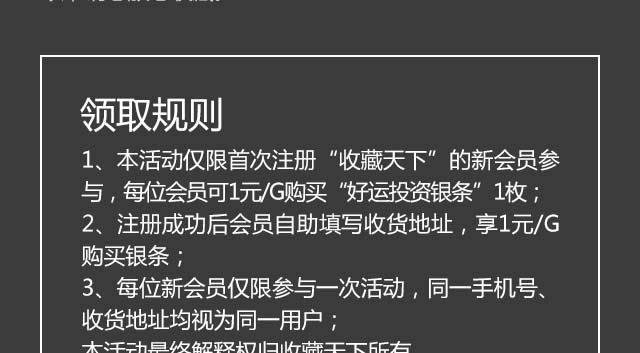 领取规则
1、本活动仅限首次注册“收藏天下”的新会员参
与，每位会员可1元/G购买“好运投资银条”1枚；
2、注册成功后会员自助填写收货地址，享1元/G
购买银条；
3、每位新会员仅限参与一次活动，同一手机号、
收货地址均视为同一用户；
本活动最终解释权归收藏天下所有